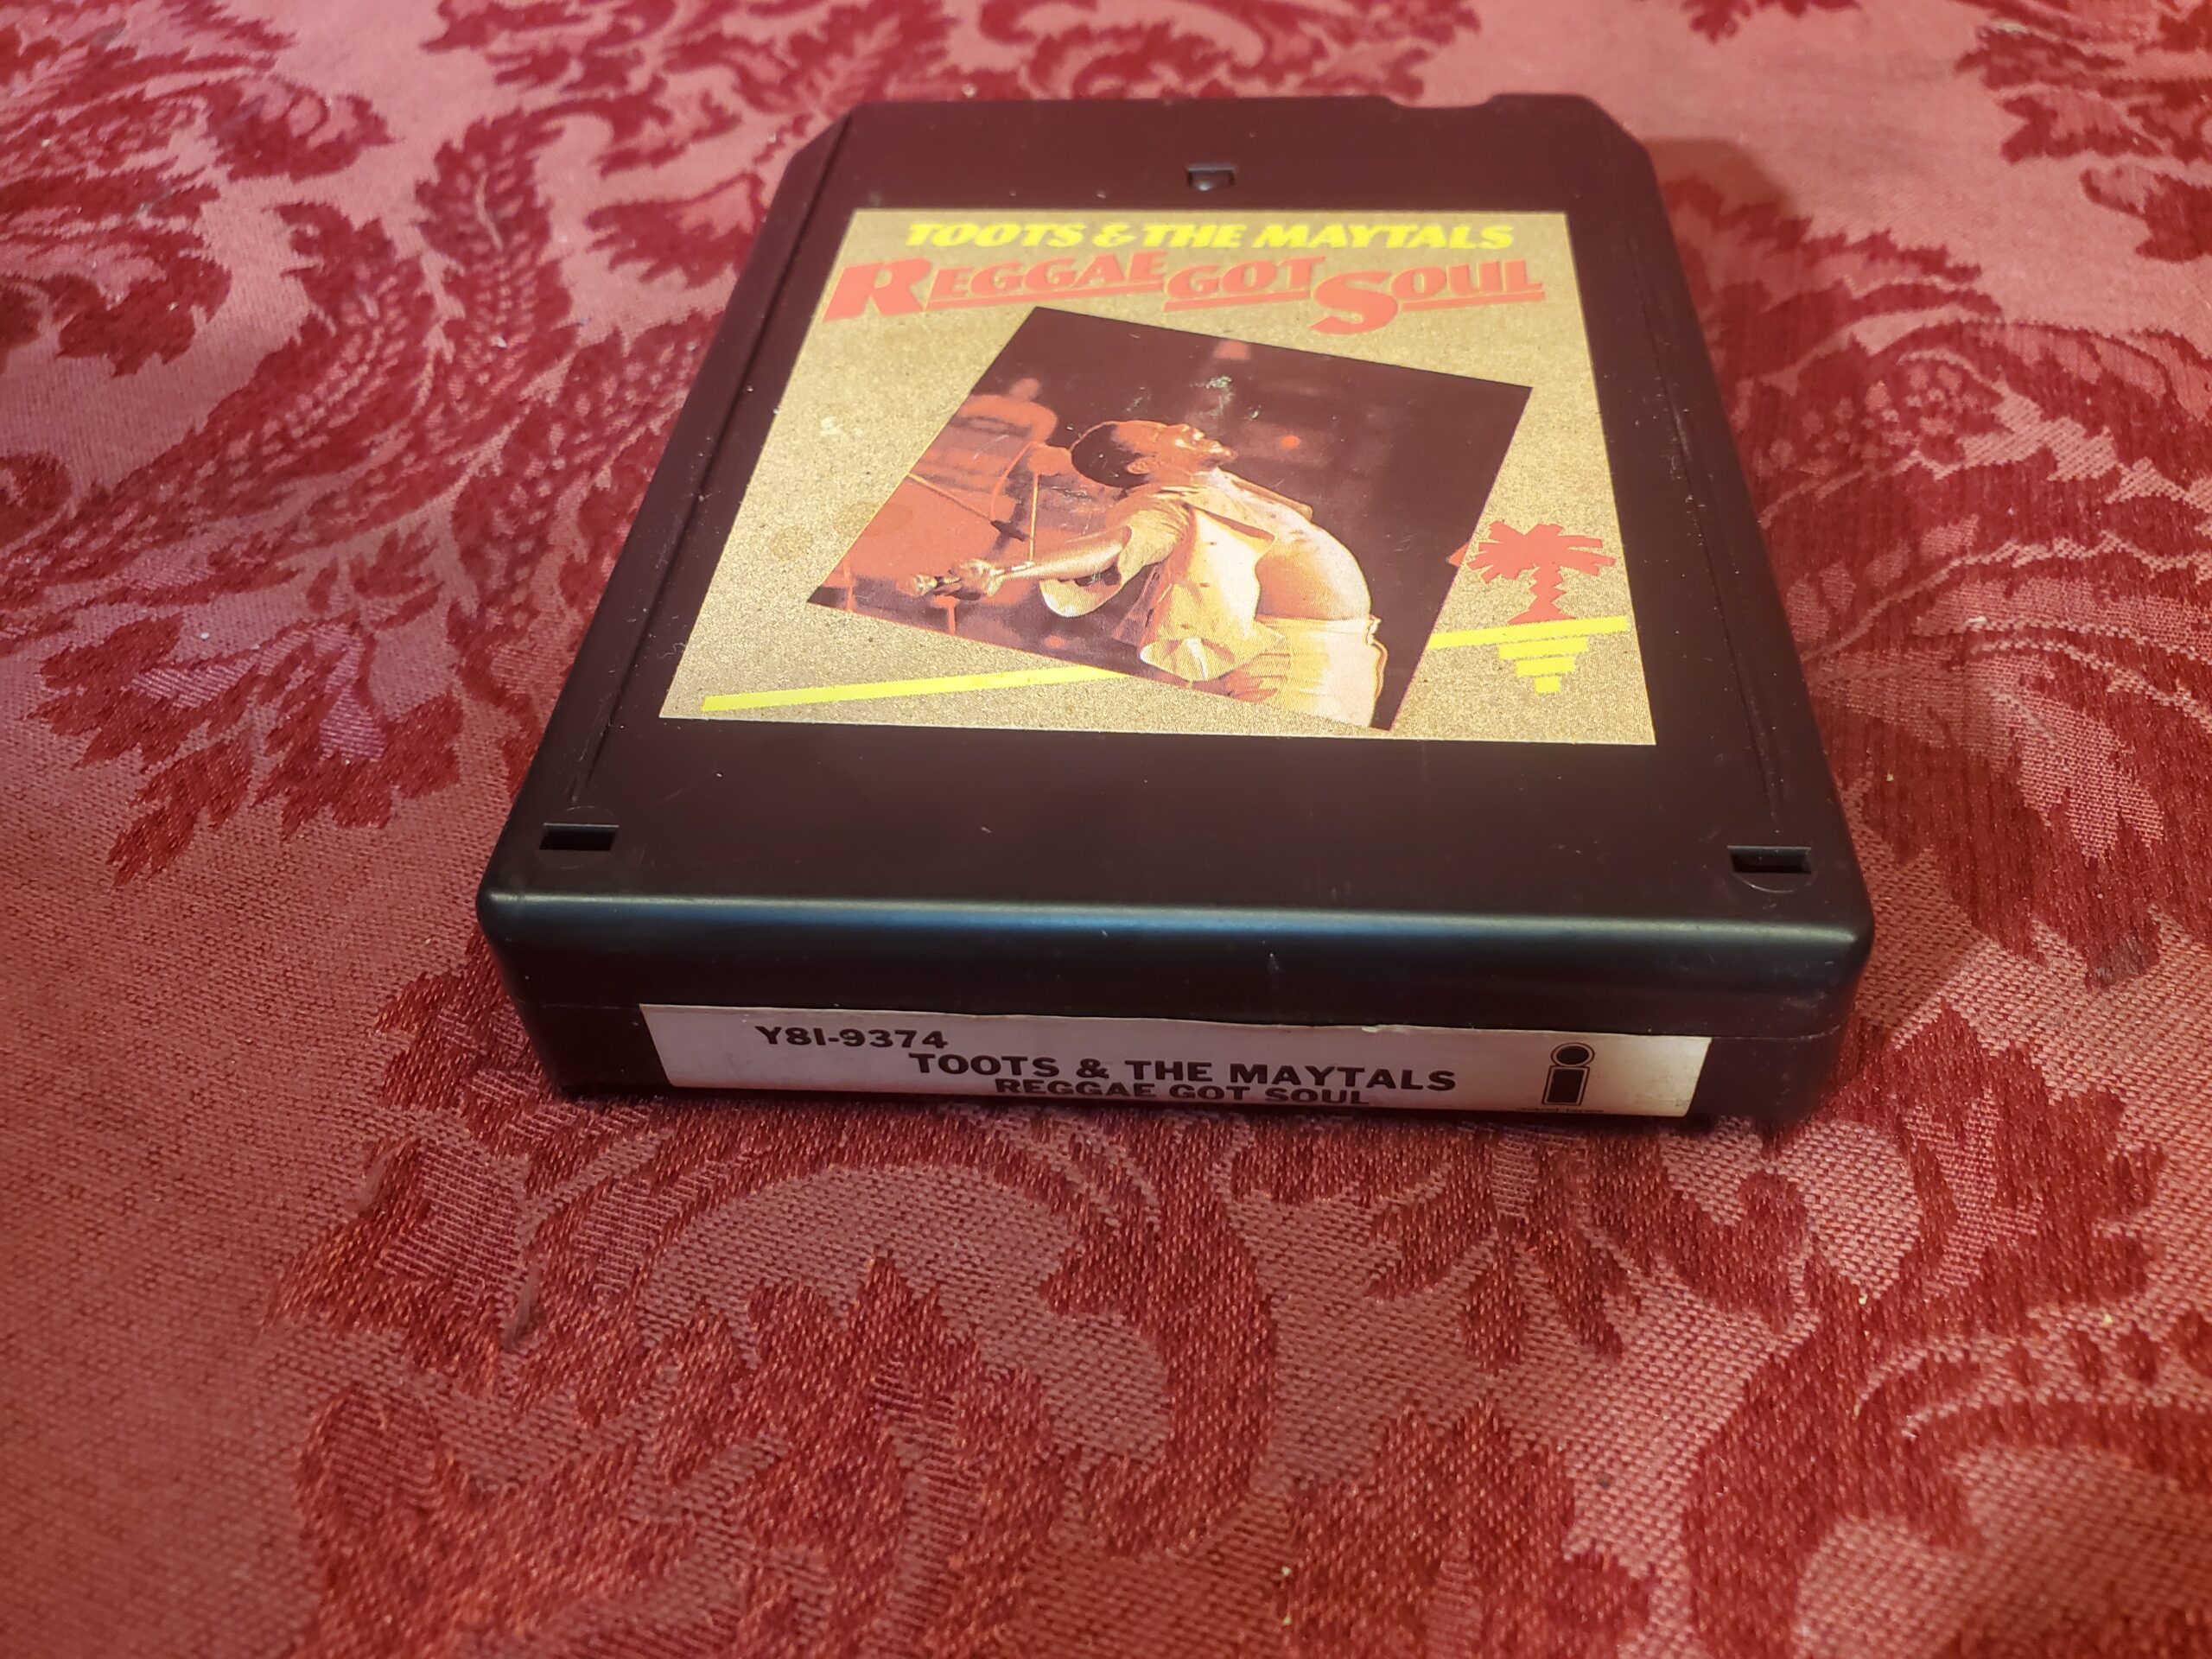 TOOTS & THE MAYTALS
REGGAE GOT SOUL
Y8I-9374
TOOTS & THE MAYTALS
REGGAE GOT SOUL